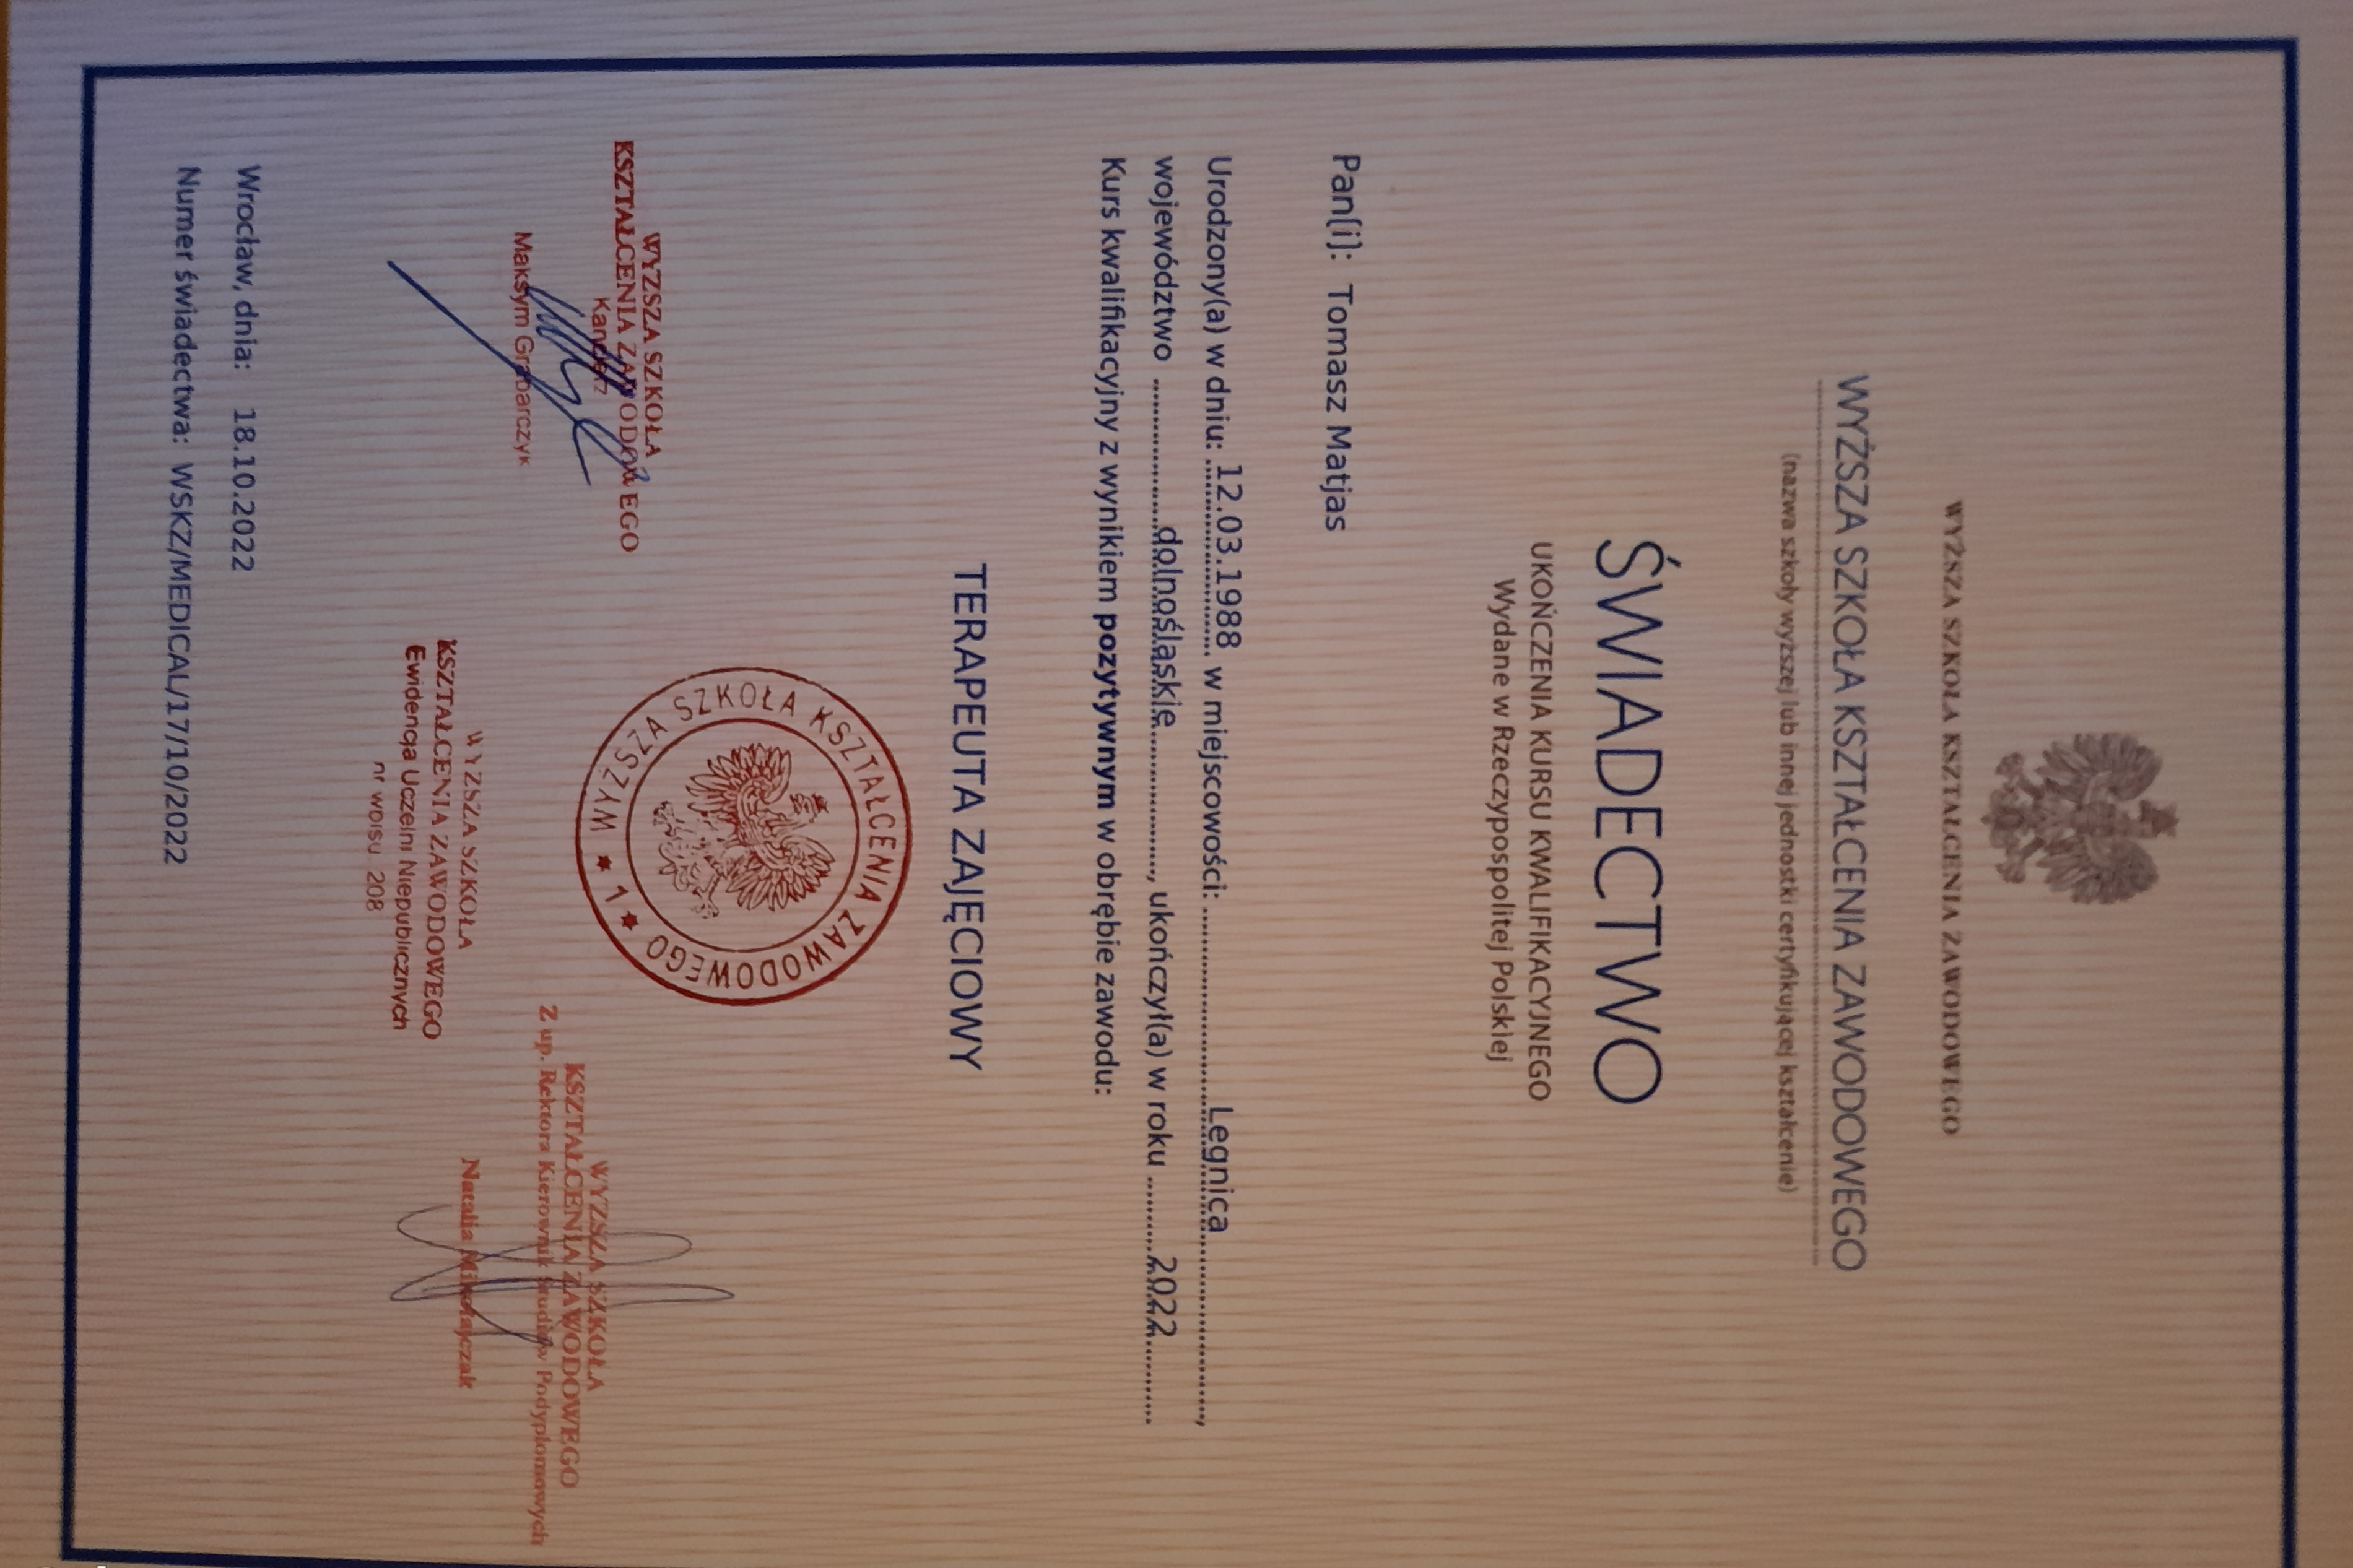 WYŻSZA SZKOŁA KSZTAŁCENIA ZAWODOWEGO
WYŻSZA SZKOŁA KSZTAŁCENIA ZAWODOWEGO
(nazwa szkoły wyższej lub innej jednostki certyfikującej kształcenie)
ŚWIADECTWO
UKOŃCZENIA KURSU KWALIFIKACYJNEGO
Wydane w Rzeczypospolitej Polskiej
Pan(i): Tomasz Matjas
Urodzony(a) w dniu: 12.03.1988 w miejscowości: Legnica,
województwo dolnośląskie, ukończył(a) w roku 2022
Kurs kwalifikacyjny z wynikiem pozytywnym w obrębie zawodu:
TERAPEUTA ZAJĘCIOWY
WYŻSZA SZKOŁA
KSZTAŁCENIA ZAWODOWEGO
Kanclerz
Maksym Grabarczyk
WYŻSZA SZKOŁA KSZTAŁCENIA ZAWODOWEGO * 1 *
WYŻSZA SZKOŁA
KSZTAŁCENIA ZAWODOWEGO
Ewidencja Uczelni Niepublicznych
nr wpisu 208
WYŻSZA SZKOŁA
KSZTAŁCENIA ZAWODOWEGO
Z up. Rektora Kierownik Studiów Podyplomowych
Natalia Mikołajczak
Wrocław, dnia: 18.10.2022
Numer świadectwa: WSKZ/MEDICAL/17/10/2022